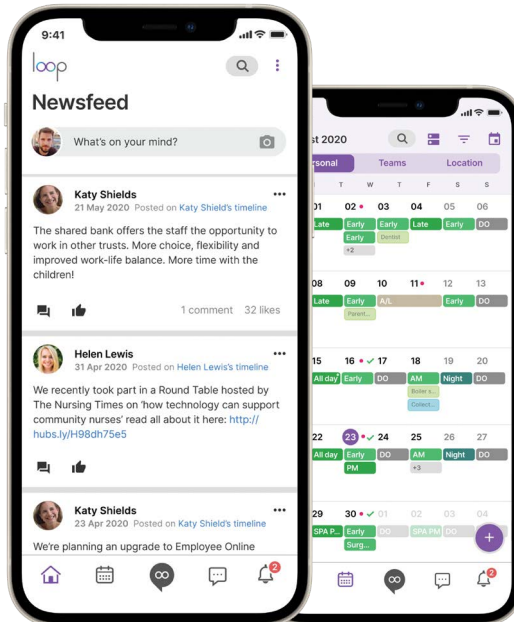 9:41
loop
Newsfeed
What's on your mind?
Katy Shields
21 May 2020 Posted on Katy Shield's timeline
The shared bank offers the staff the opportunity to
work in other trusts. More choice, flexibility and
improved work-life balance. More time with the
children!
1 comment 32 likes
Helen Lewis
31 Apr 2020 Posted on Helen Lewis's timeline
We recently took part in a Round Table hosted by
The Nursing Times on 'how technology can support
community nurses' read all about it here: http://
hubs.ly/H98dh75e5
Katy Shields
23 Apr 2020 Posted on Katy Shield's timeline
We're planning an upgrade to Employee Online
2
st 2020
rsonal Teams Location
T W T F S S
01 02 03 04 05 06
Late Early Early Late Early DO
Early Dentist
+2
08 09 10 11 12 13
Late Early A/L Early DO
Parent...
15 16 17 18 19 20
All day Early DO AM Night DO
Boiler s...
Collect...
22 23 24 25 26 27
All day Early DO AM Night DO
PM +3
29 30 01 02 03 04
SPA P... Early DO SPA PM DO
Surg...
2